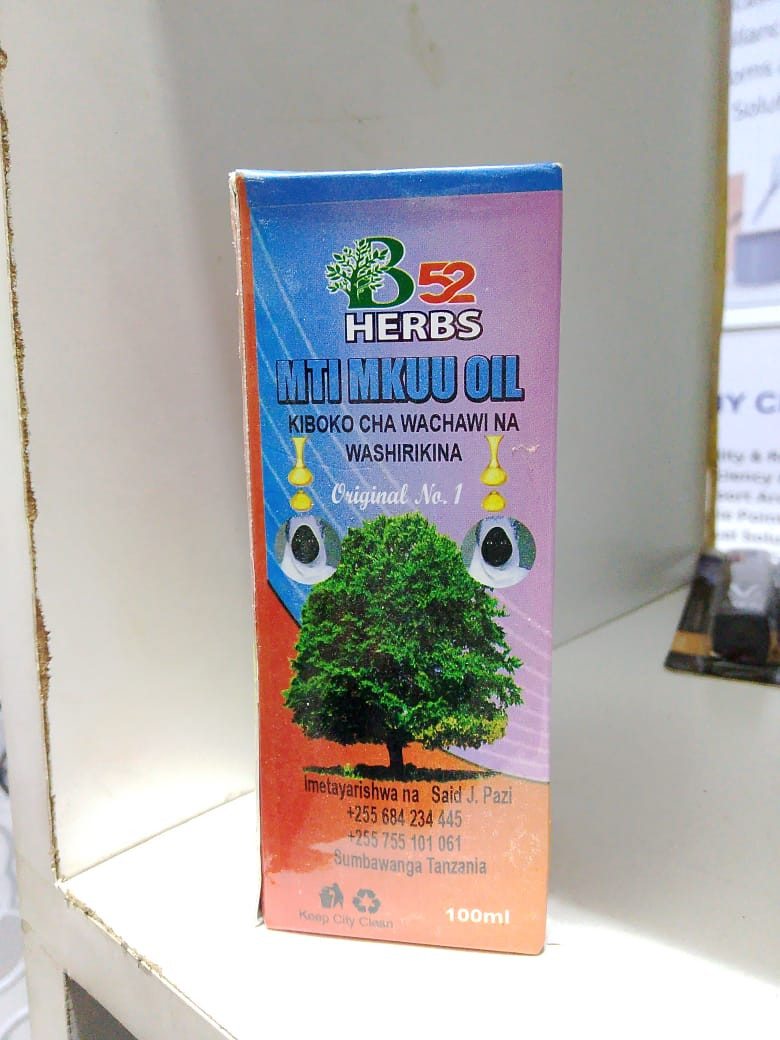 B 52
HERBS
MTI MKUU OIL
KIBOKO CHA WACHAWI NA
WASHIRIKINA
Original No. 1
Imetayarishwa na Said J. Pazi
+255 684 234 445
+255 755 101 061
Sumbawanga Tanzania
Keep City Clean
100ml